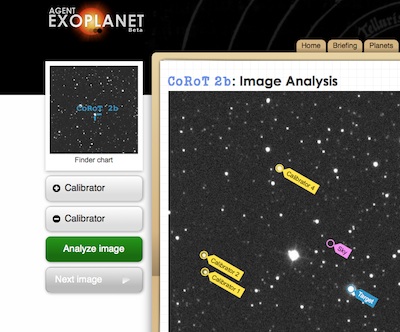 AGENT
EXOPLANET
Beta
Home
Briefing
Planets
CoRoT 2b: Image Analysis
CoRoT 2b
Finder chart
Calibrator
Calibrator
Analyze image
Next image
Calibrator 4
Sky
Calibrator 2
Calibrator 1
Target